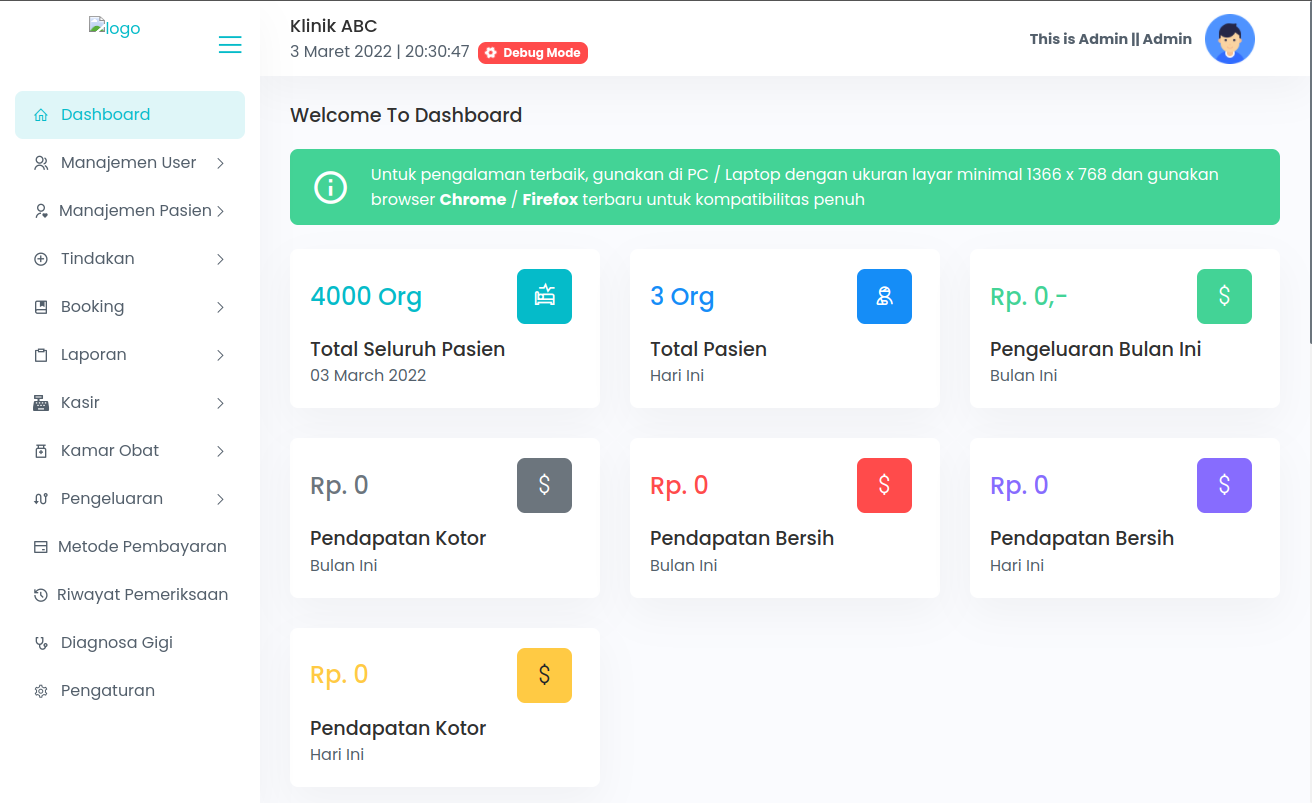 logo
Dashboard
Manajemen User
Manajemen Pasien
Tindakan
Booking
Laporan
Kasir
Kamar Obat
Pengeluaran
Metode Pembayaran
Riwayat Pemeriksaan
Diagnosa Gigi
Pengaturan
Klinik ABC
3 Maret 2022 | 20:30:47 Debug Mode
This is Admin || Admin
Welcome To Dashboard
Untuk pengalaman terbaik, gunakan di PC / Laptop dengan ukuran layar minimal 1366 x 768 dan gunakan
browser Chrome / Firefox terbaru untuk kompatibilitas penuh
4000 Org
Total Seluruh Pasien
03 March 2022
3 Org
Total Pasien
Hari Ini
Rp. 0,-
$
Pengeluaran Bulan Ini
Bulan Ini
Rp. 0
$
Pendapatan Kotor
Bulan Ini
Rp. 0
$
Pendapatan Bersih
Bulan Ini
Rp. 0
$
Pendapatan Bersih
Hari Ini
Rp. 0
$
Pendapatan Kotor
Hari Ini